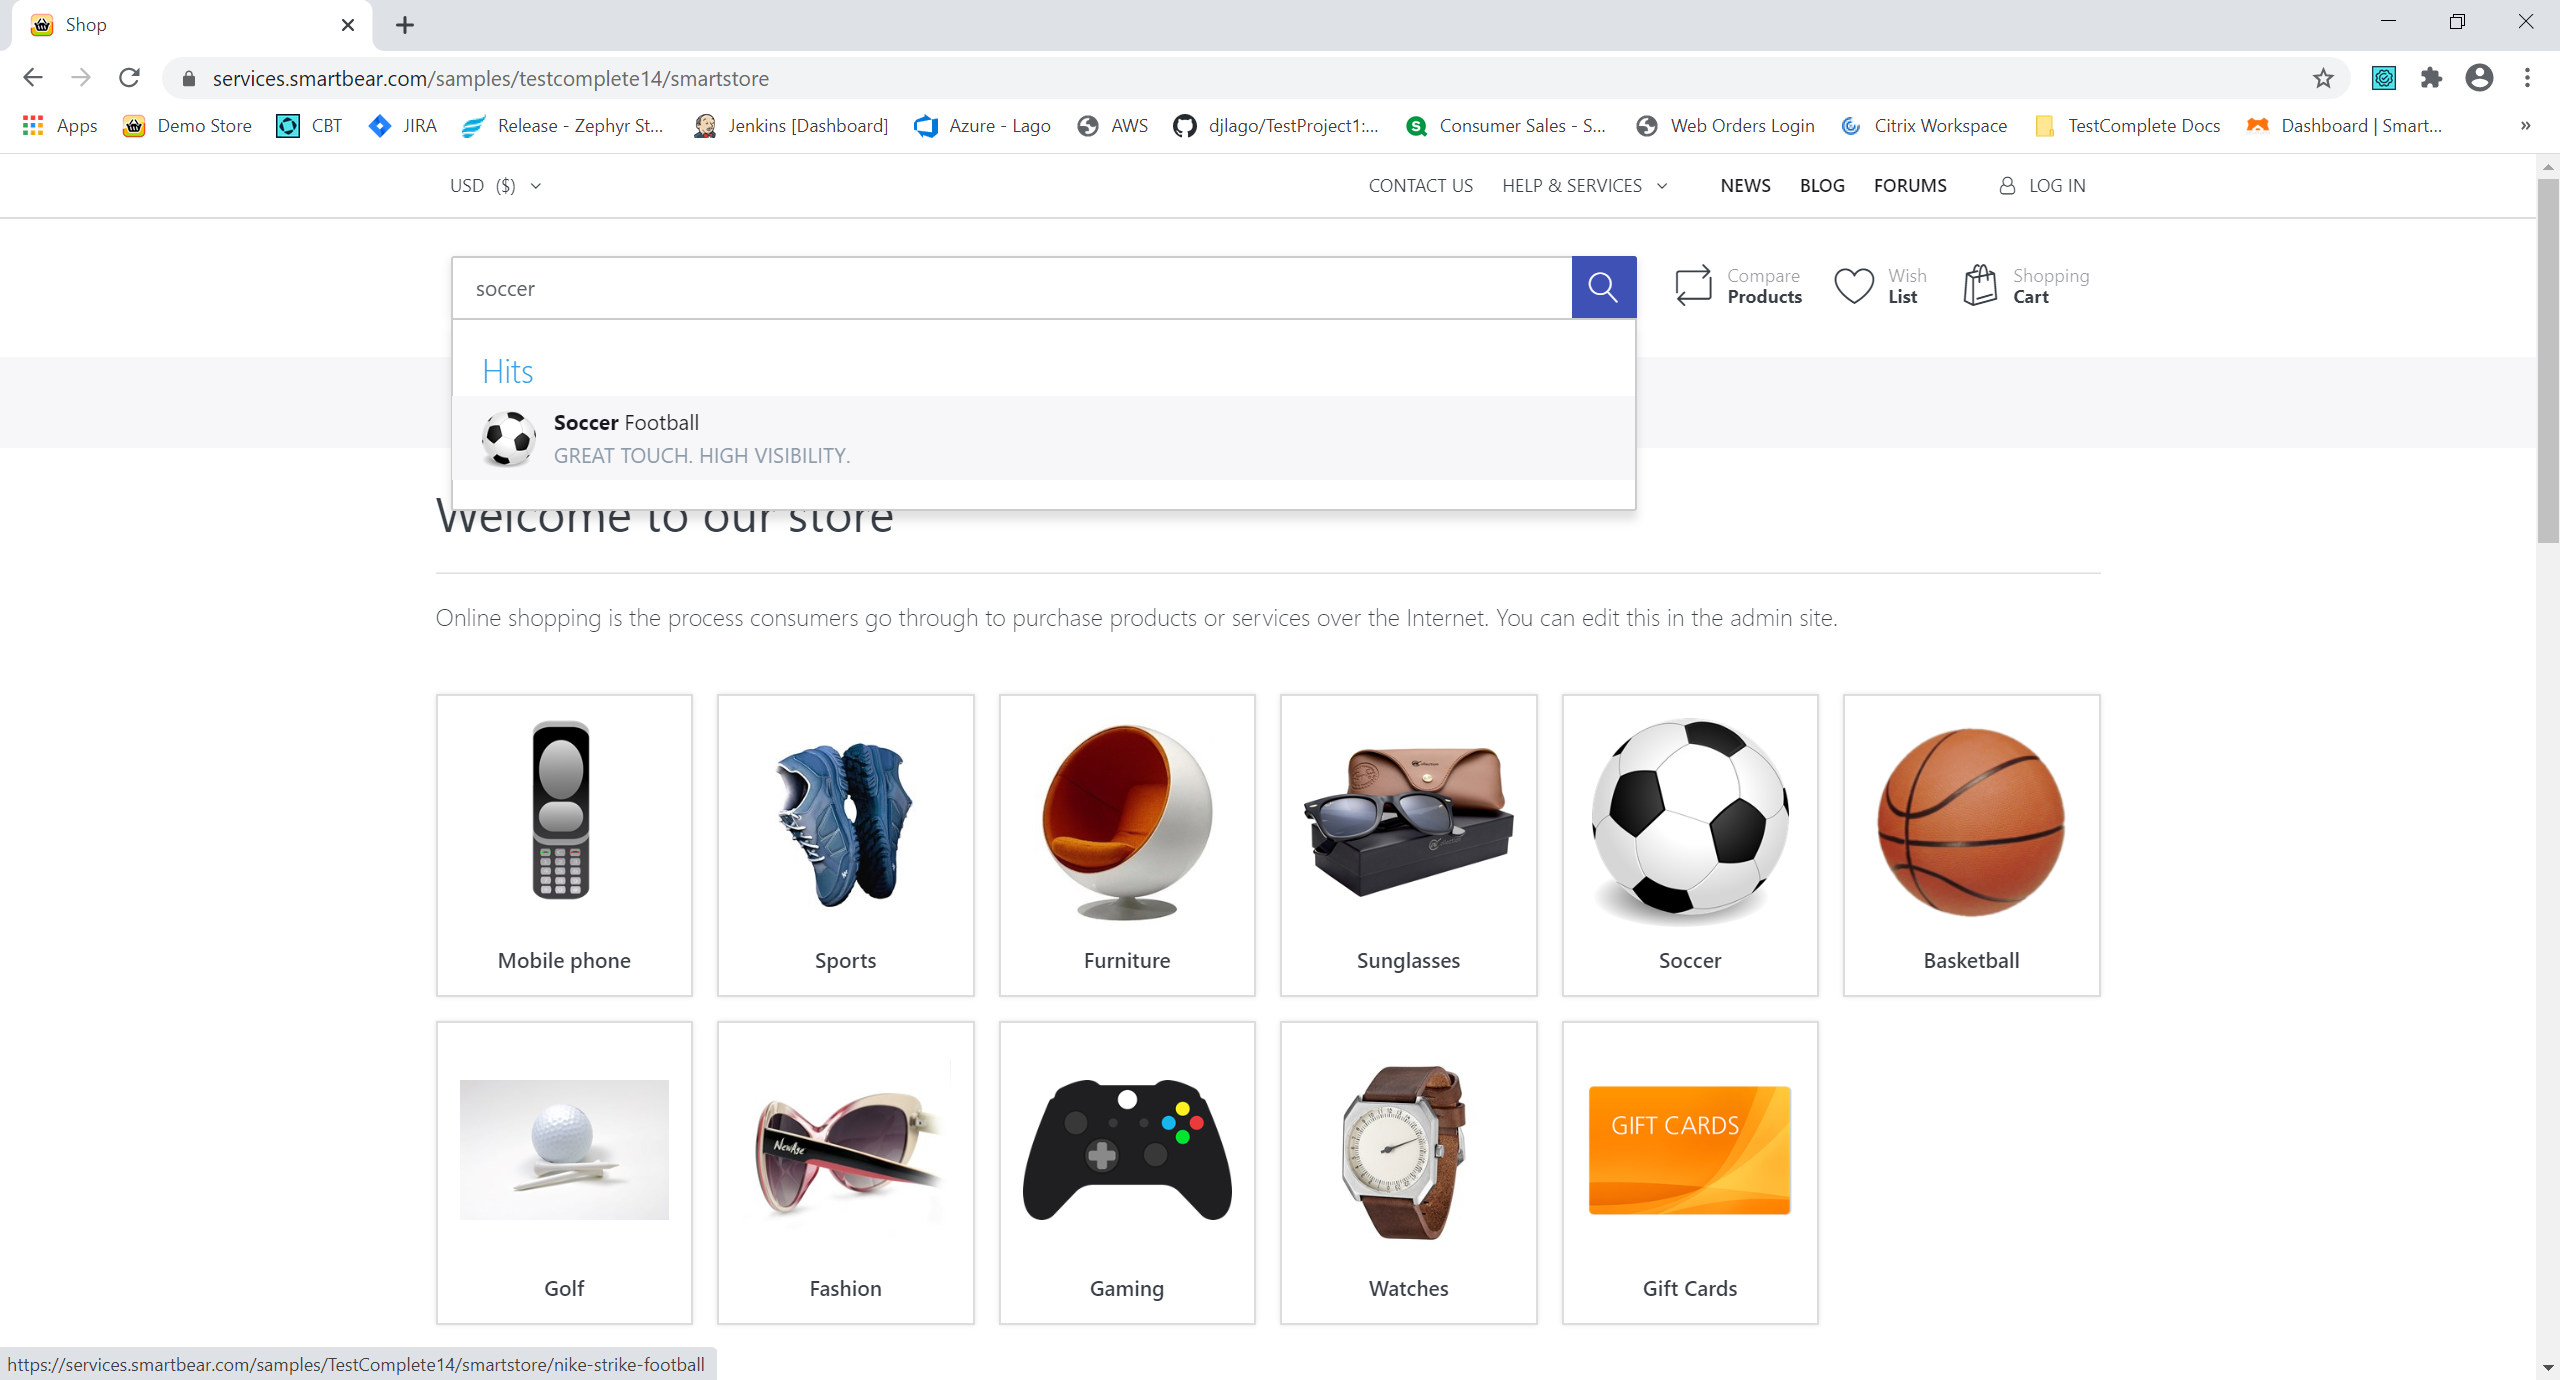 Shop
services.smartbear.com/samples/testcomplete14/smartstore
Apps Demo Store CBT JIRA Release - Zephyr St... Jenkins [Dashboard] Azure - Lago AWS djlago/TestProject1:... Consumer Sales - S... Web Orders Login Citrix Workspace TestComplete Docs Dashboard | Smart... »
USD ($) CONTACT US HELP & SERVICES NEWS BLOG FORUMS LOG IN
soccer
Compare Products
Wish List
Shopping Cart
Hits
Soccer Football
GREAT TOUCH. HIGH VISIBILITY.
Welcome to our store
Online shopping is the process consumers go through to purchase products or services over the Internet. You can edit this in the admin site.
Mobile phone Sports Furniture Sunglasses Soccer Basketball
NewAge
GIFT CARDS
Golf Fashion Gaming Watches Gift Cards
https://services.smartbear.com/samples/TestComplete14/smartstore/nike-strike-football